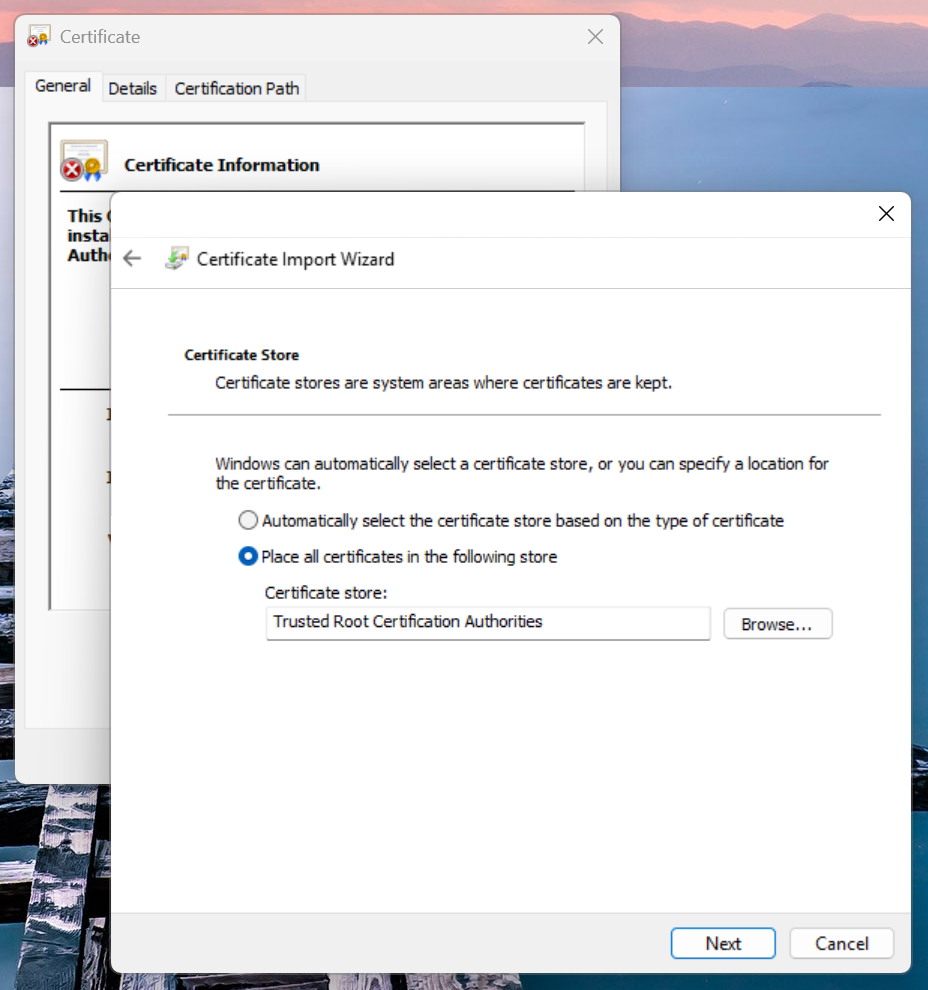 Certificate
General
Details
Certification Path
Certificate Information
This
insta
Auth
Certificate Import Wizard
Certificate Store
Certificate stores are system areas where certificates are kept.
Windows can automatically select a certificate store, or you can specify a location for
the certificate.
Automatically select the certificate store based on the type of certificate
Place all certificates in the following store
Certificate store:
Trusted Root Certification Authorities
Browse...
Next
Cancel